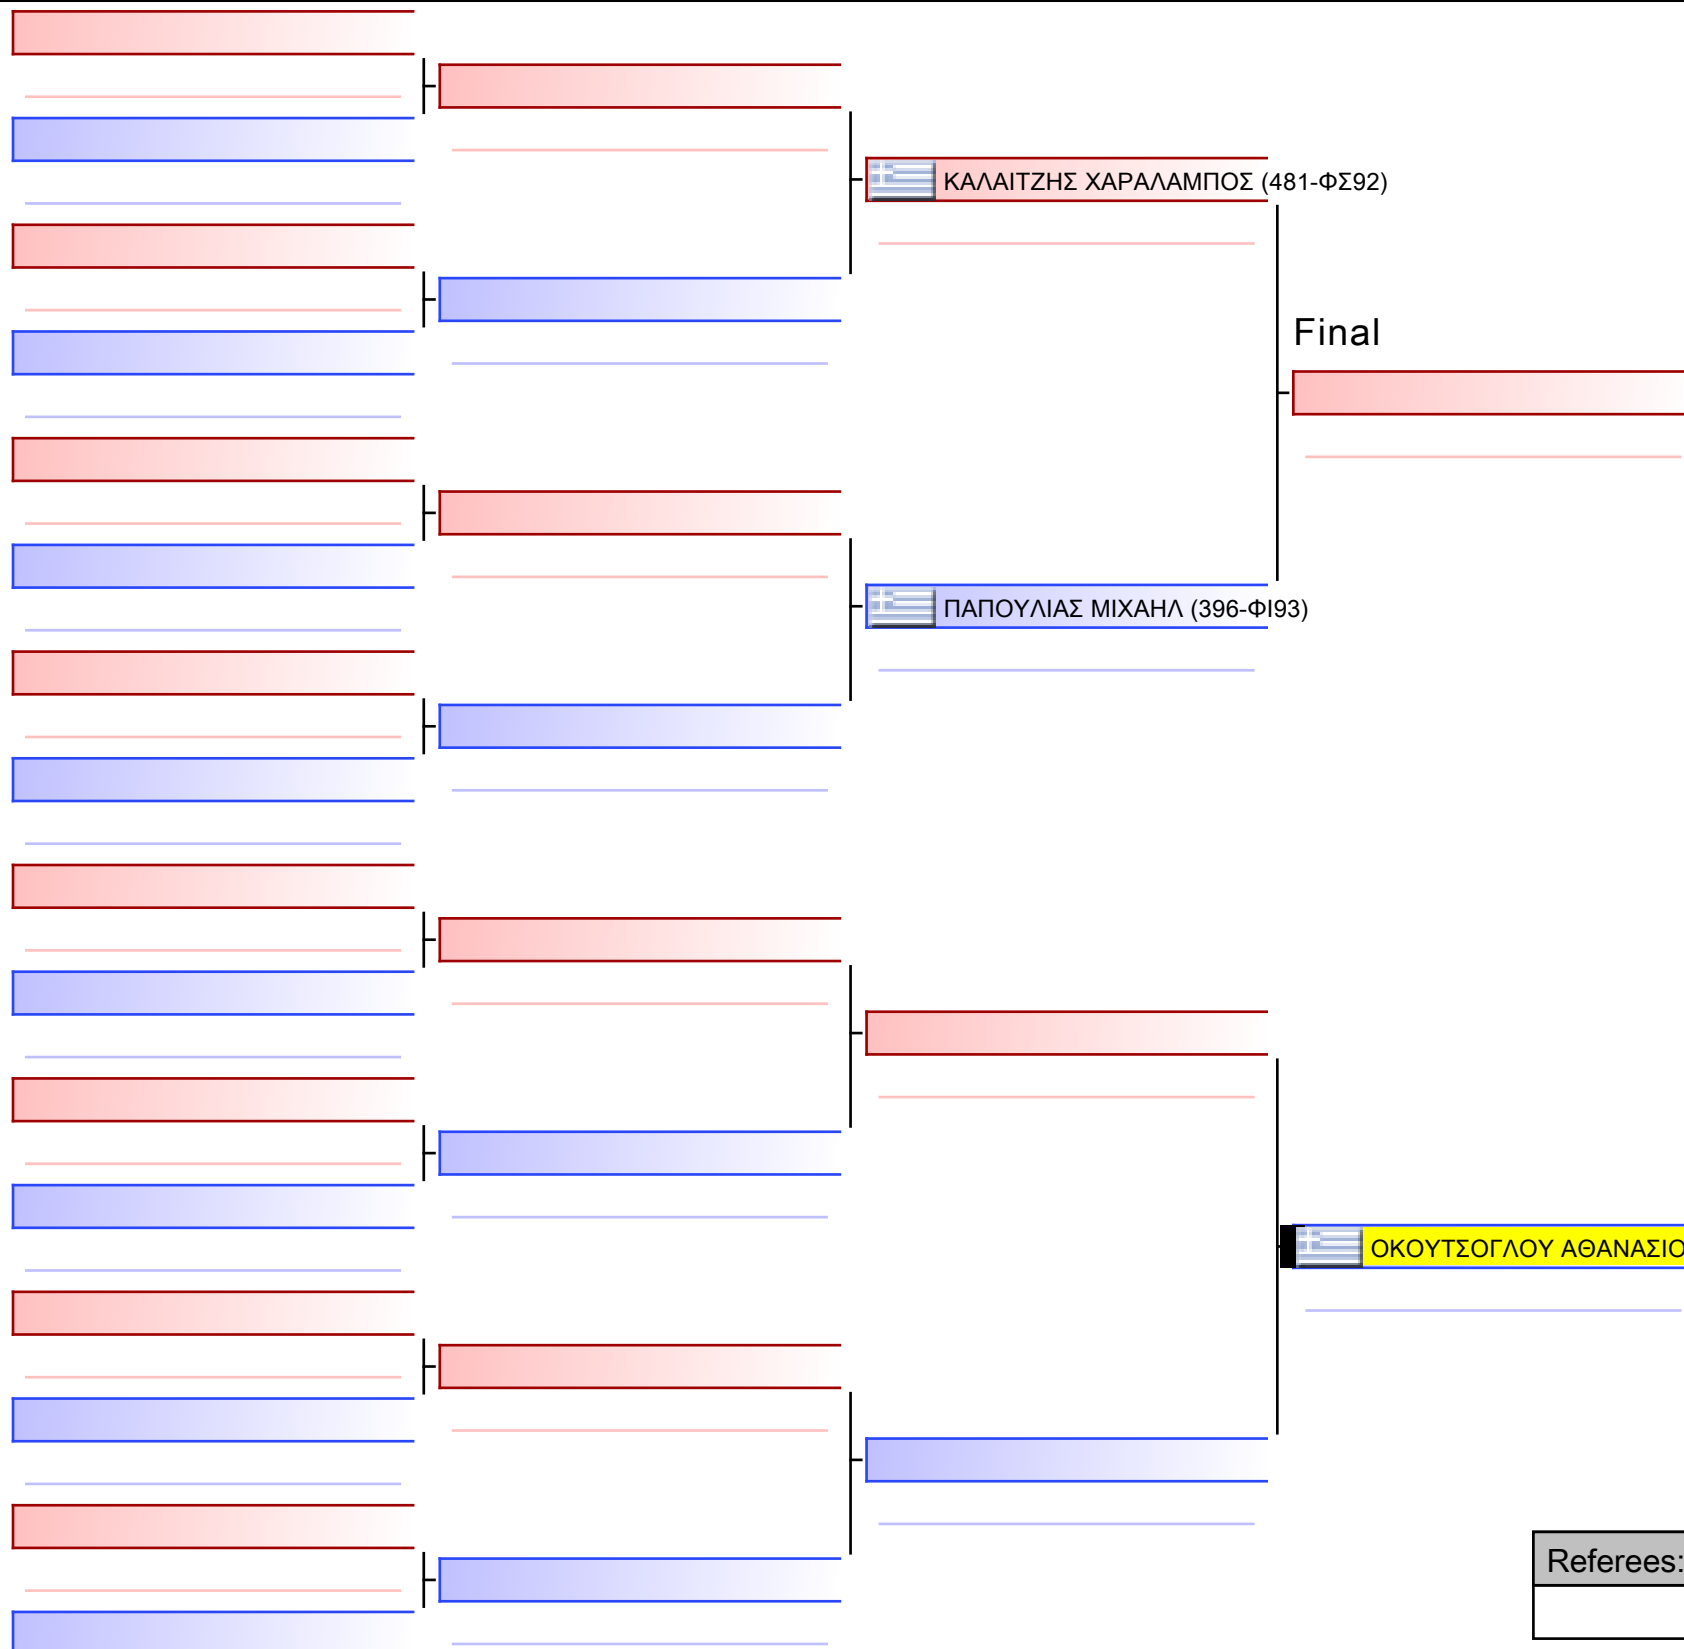 ΚΑΛΑΙΤΖΗΣ ΧΑΡΑΛΑΜΠΟΣ (481-ΦΣ92)
Final
ΠΑΠΟΥΛΙΑΣ ΜΙΧΑΗΛ (396-ΦΙ93)
ΟΚΟΥΤΣΟΓΛΟΥ ΑΘΑΝΑΣΙΟ
Referees: